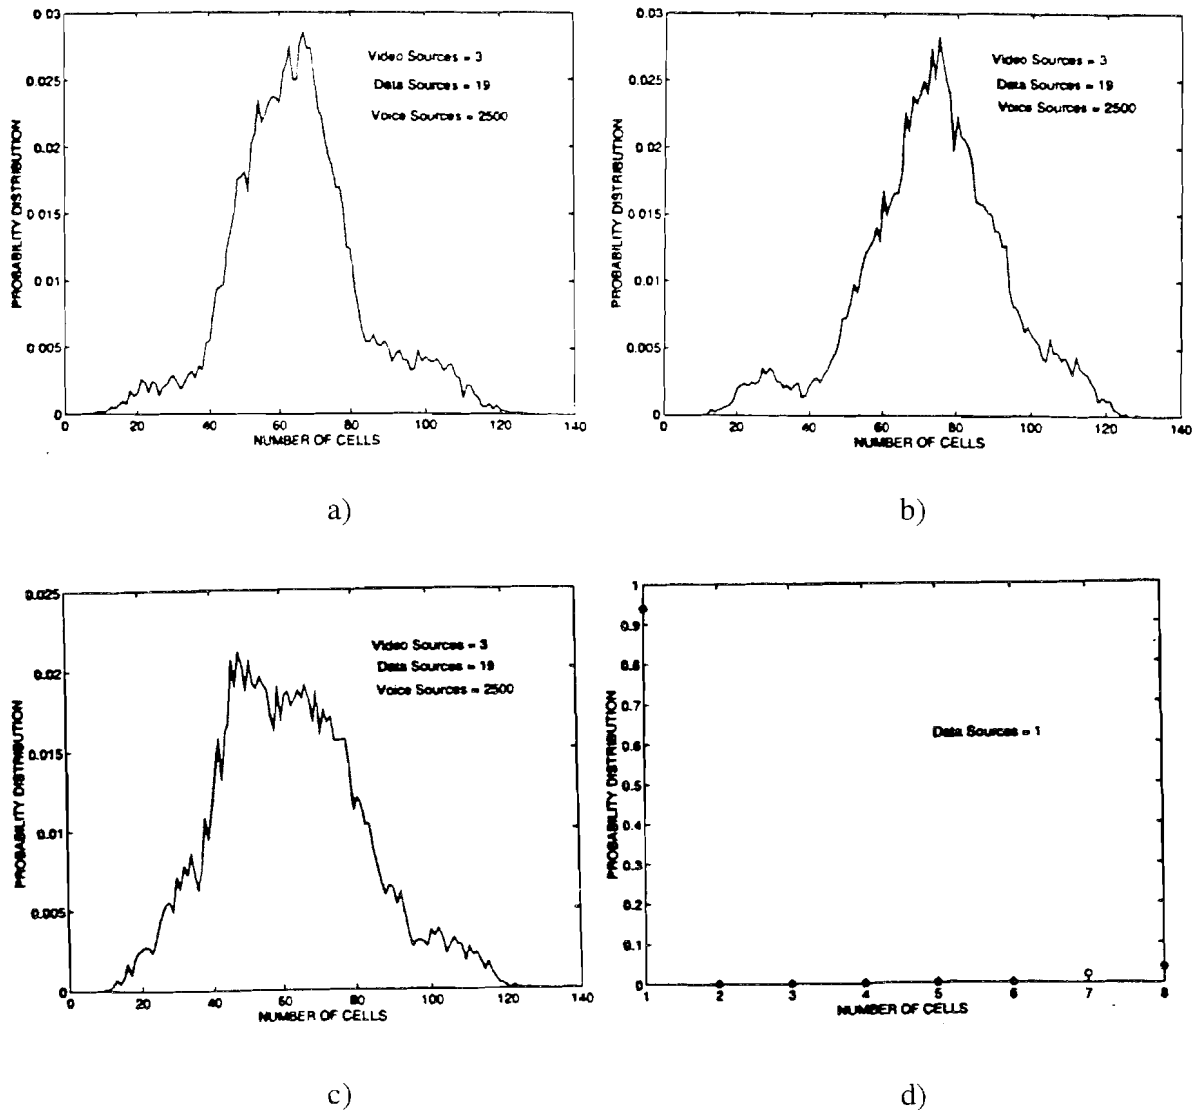 0.03
0.025
0.02
0.015
0.01
0.005
0
PROBABILITY DISTRIBUTION
Video Sources = 3
Data Sources = 19
Voice Sources = 2500
0 20 40 60 80 100 120 140
NUMBER OF CELLS
a)
0.03
0.025
0.02
0.015
0.01
0.005
0
PROBABILITY DISTRIBUTION
Video Sources = 3
Data Sources = 19
Voice Sources = 2500
0 20 40 60 80 100 120 140
NUMBER OF CELLS
b)
0.025
0.02
0.015
0.01
0.005
0
PROBABILITY DISTRIBUTION
Video Sources = 3
Data Sources = 19
Voice Sources = 2500
0 20 40 60 80 100 120 140
NUMBER OF CELLS
c)
1
0.9
0.8
0.7
0.6
0.5
0.4
0.3
0.2
0.1
0
PROBABILITY DISTRIBUTION
Data Sources = 1
1 2 3 4 5 6 7 8
NUMBER OF CELLS
d)